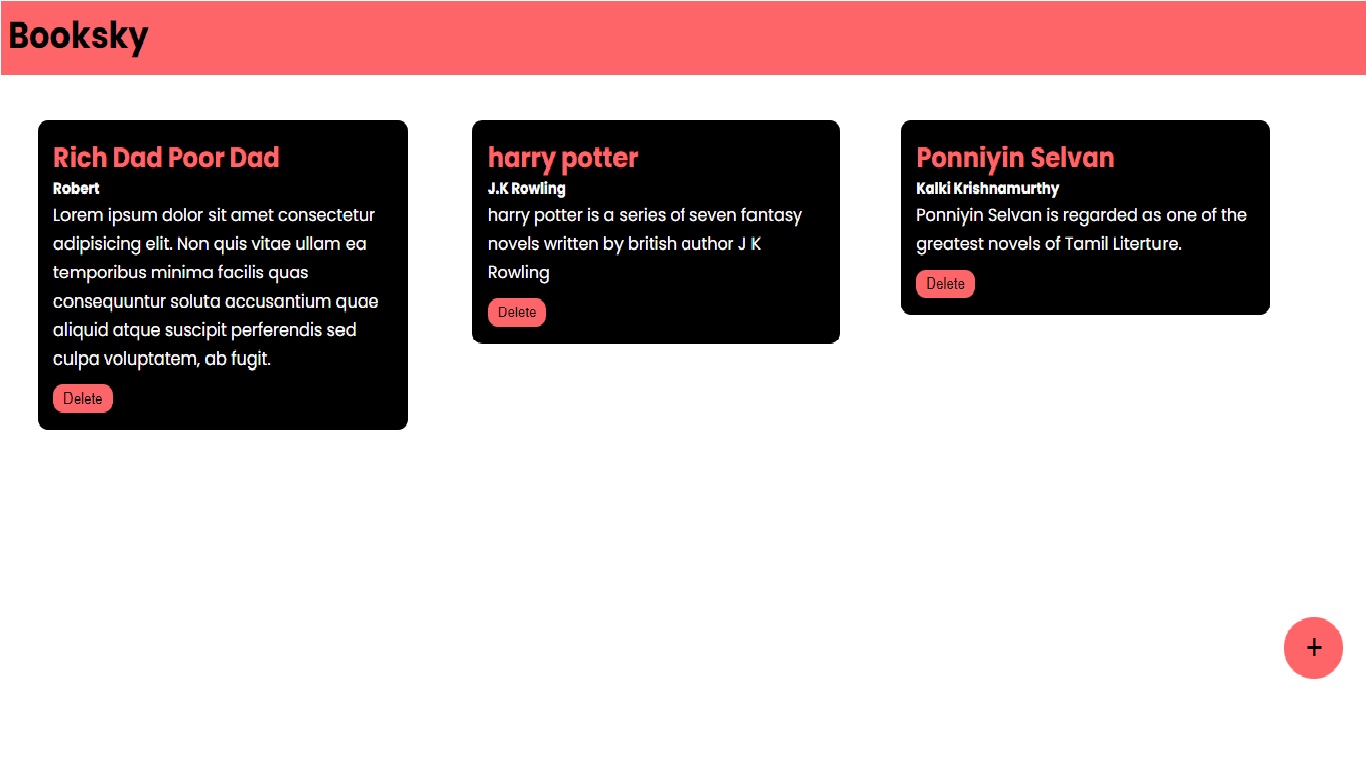 Booksky
Rich Dad Poor Dad
Robert
Lorem ipsum dolor sit amet consectetur
adipisicing elit. Non quis vitae ullam ea
temporibus minima facilis quas
consequuntur soluta accusantium quae
aliquid atque suscipit perferendis sed
culpa voluptatem, ab fugit.
Delete
harry potter
J.K Rowling
harry potter is a series of seven fantasy
novels written by british author J K
Rowling
Delete
Ponniyin Selvan
Kalki Krishnamurthy
Ponniyin Selvan is regarded as one of the
greatest novels of Tamil Literture.
Delete
+